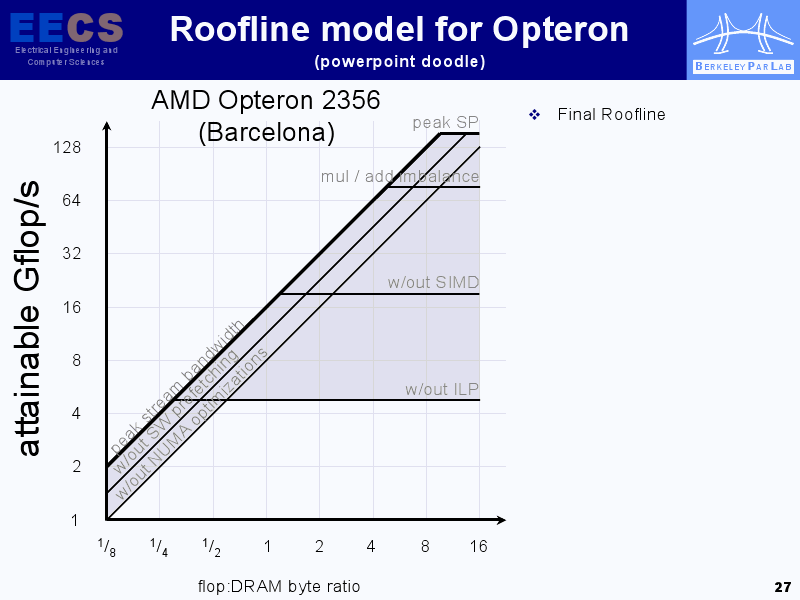 EECS
Electrical Engineering and
Computer Sciences
Roofline model for Opteron
(powerpoint doodle)
BERKELEY PAR LAB
AMD Opteron 2356
(Barcelona)
Final Roofline
attainable Gflop/s
128
64
32
16
8
4
2
1
peak SP
mul / add imbalance
w/out SIMD
w/out ILP
peak stream bandwidth
w/out SW prefetching
w/out NUMA optimizations
1/8 1/4 1/2 1 2 4 8 16
flop:DRAM byte ratio
27